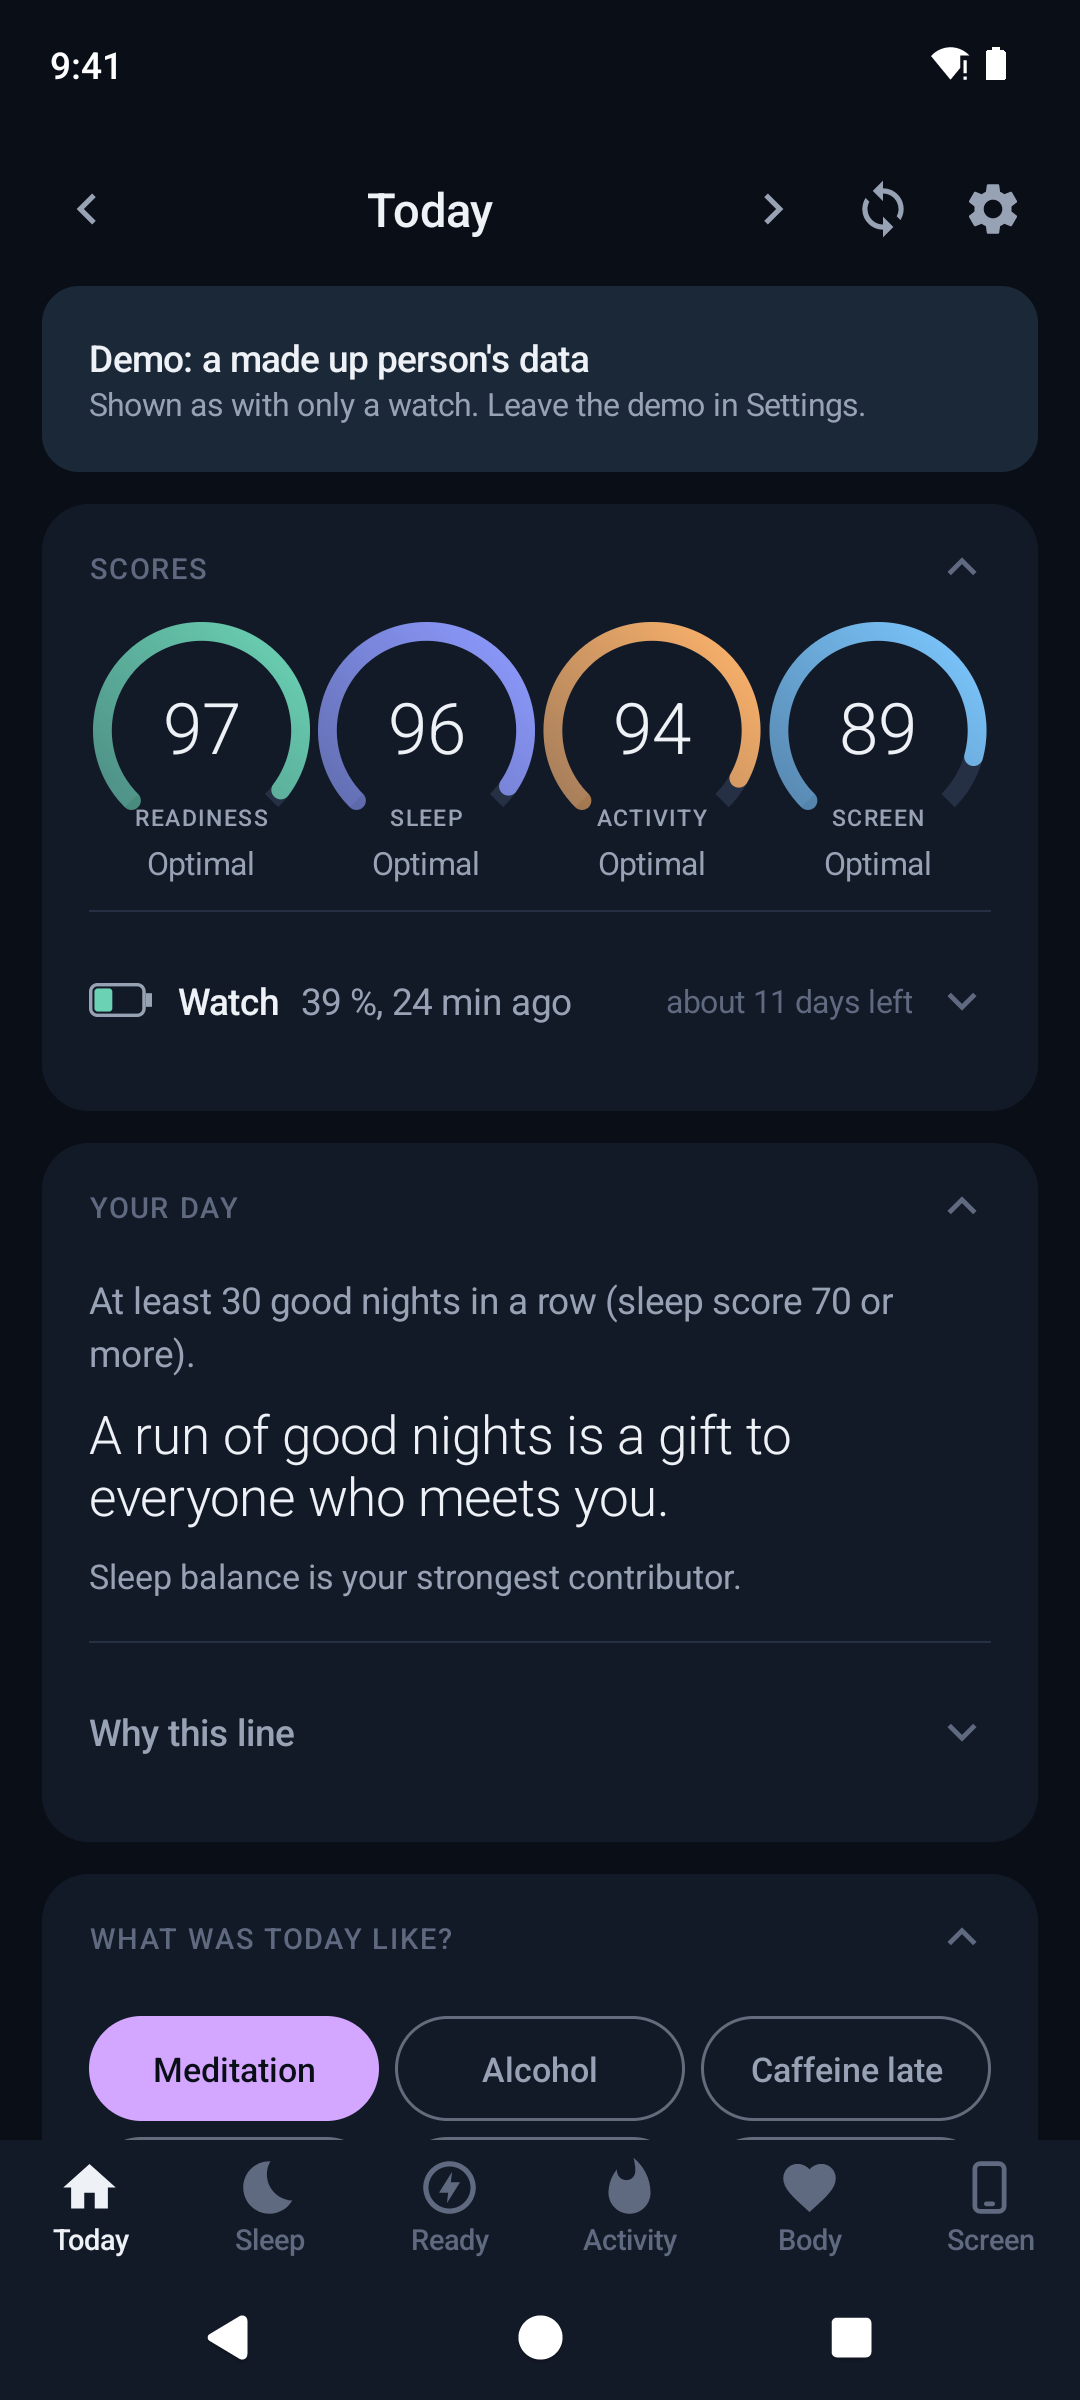 9:41
Today
Demo: a made up person's data
Shown as with only a watch. Leave the demo in Settings.
SCORES
97 96 94 89
READINESS SLEEP ACTIVITY SCREEN
Optimal Optimal Optimal Optimal
Watch 39 %, 24 min ago about 11 days left
YOUR DAY
At least 30 good nights in a row (sleep score 70 or
more).
A run of good nights is a gift to
everyone who meets you.
Sleep balance is your strongest contributor.
Why this line
WHAT WAS TODAY LIKE?
Meditation Alcohol Caffeine late
Today Sleep Ready Activity Body Screen